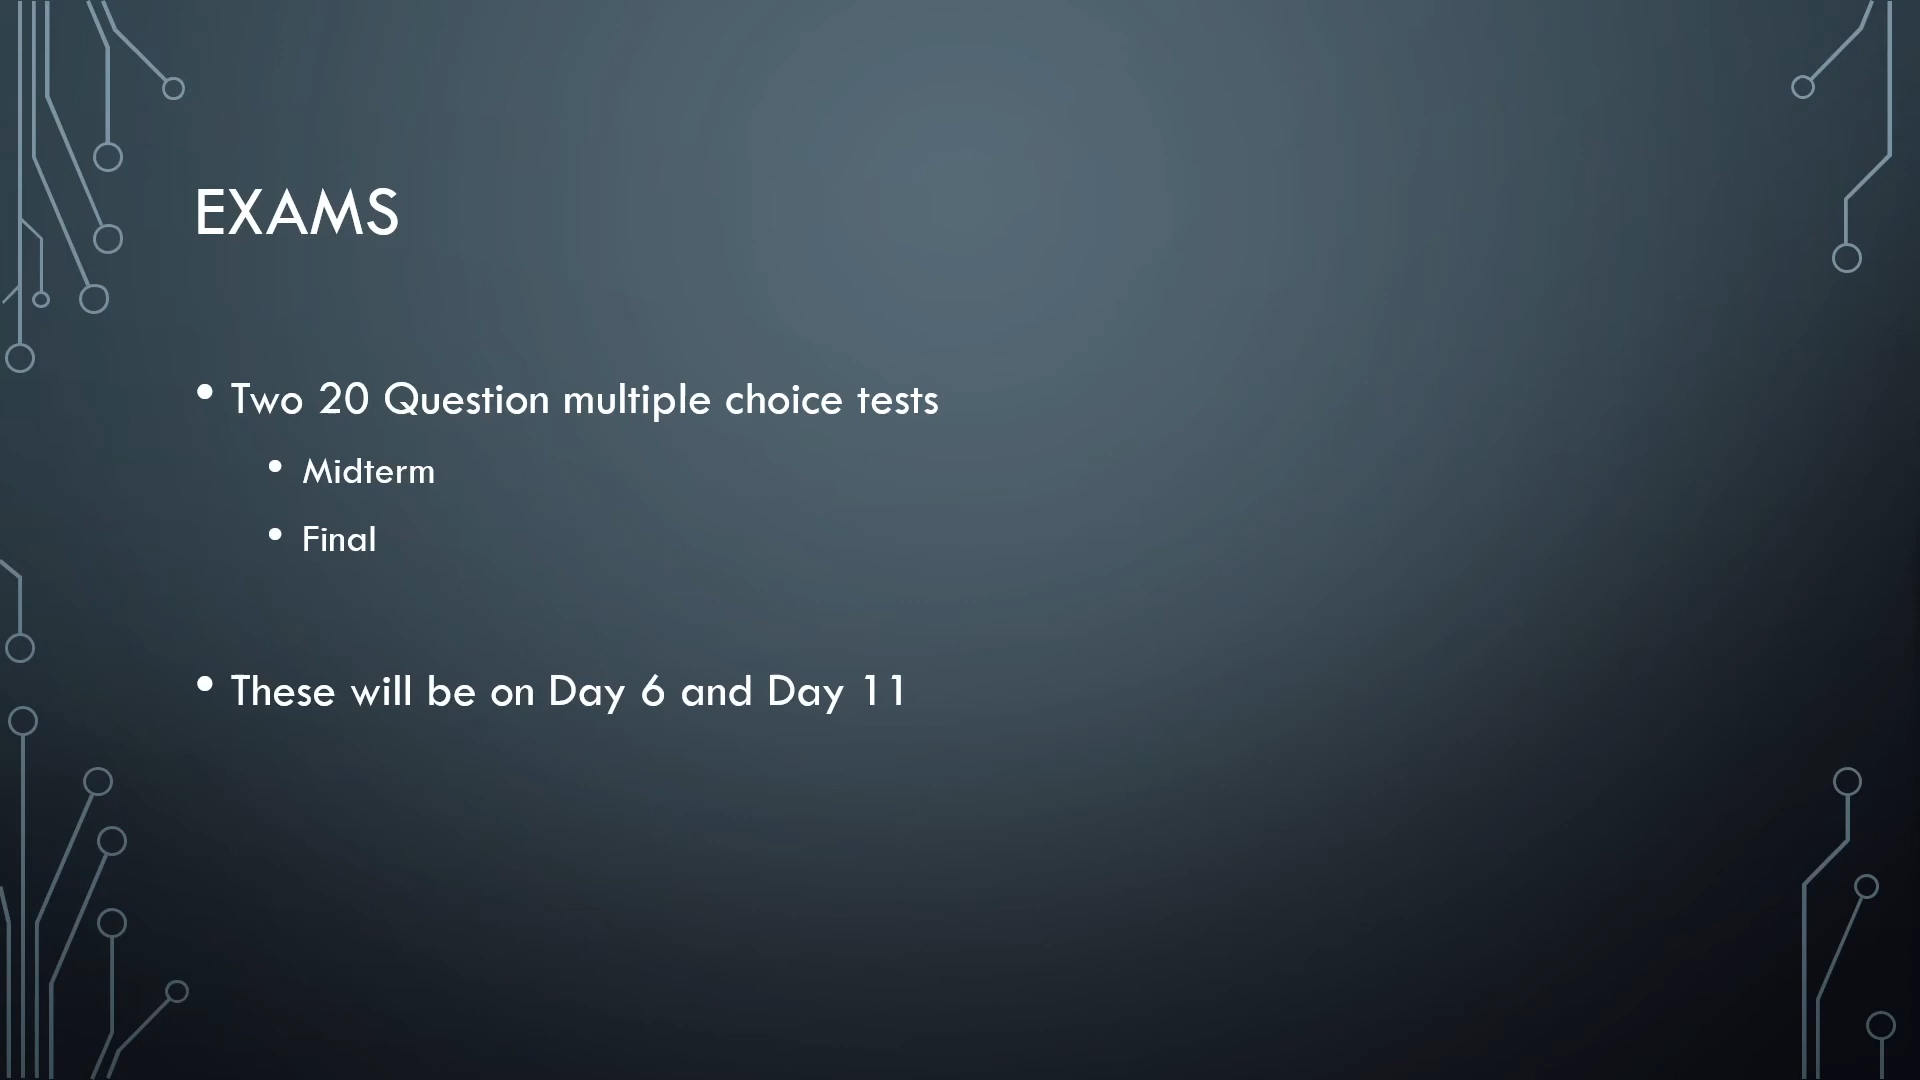 EXAMS
• Two 20 Question multiple choice tests
• Midterm
• Final
• These will be on Day 6 and Day 11